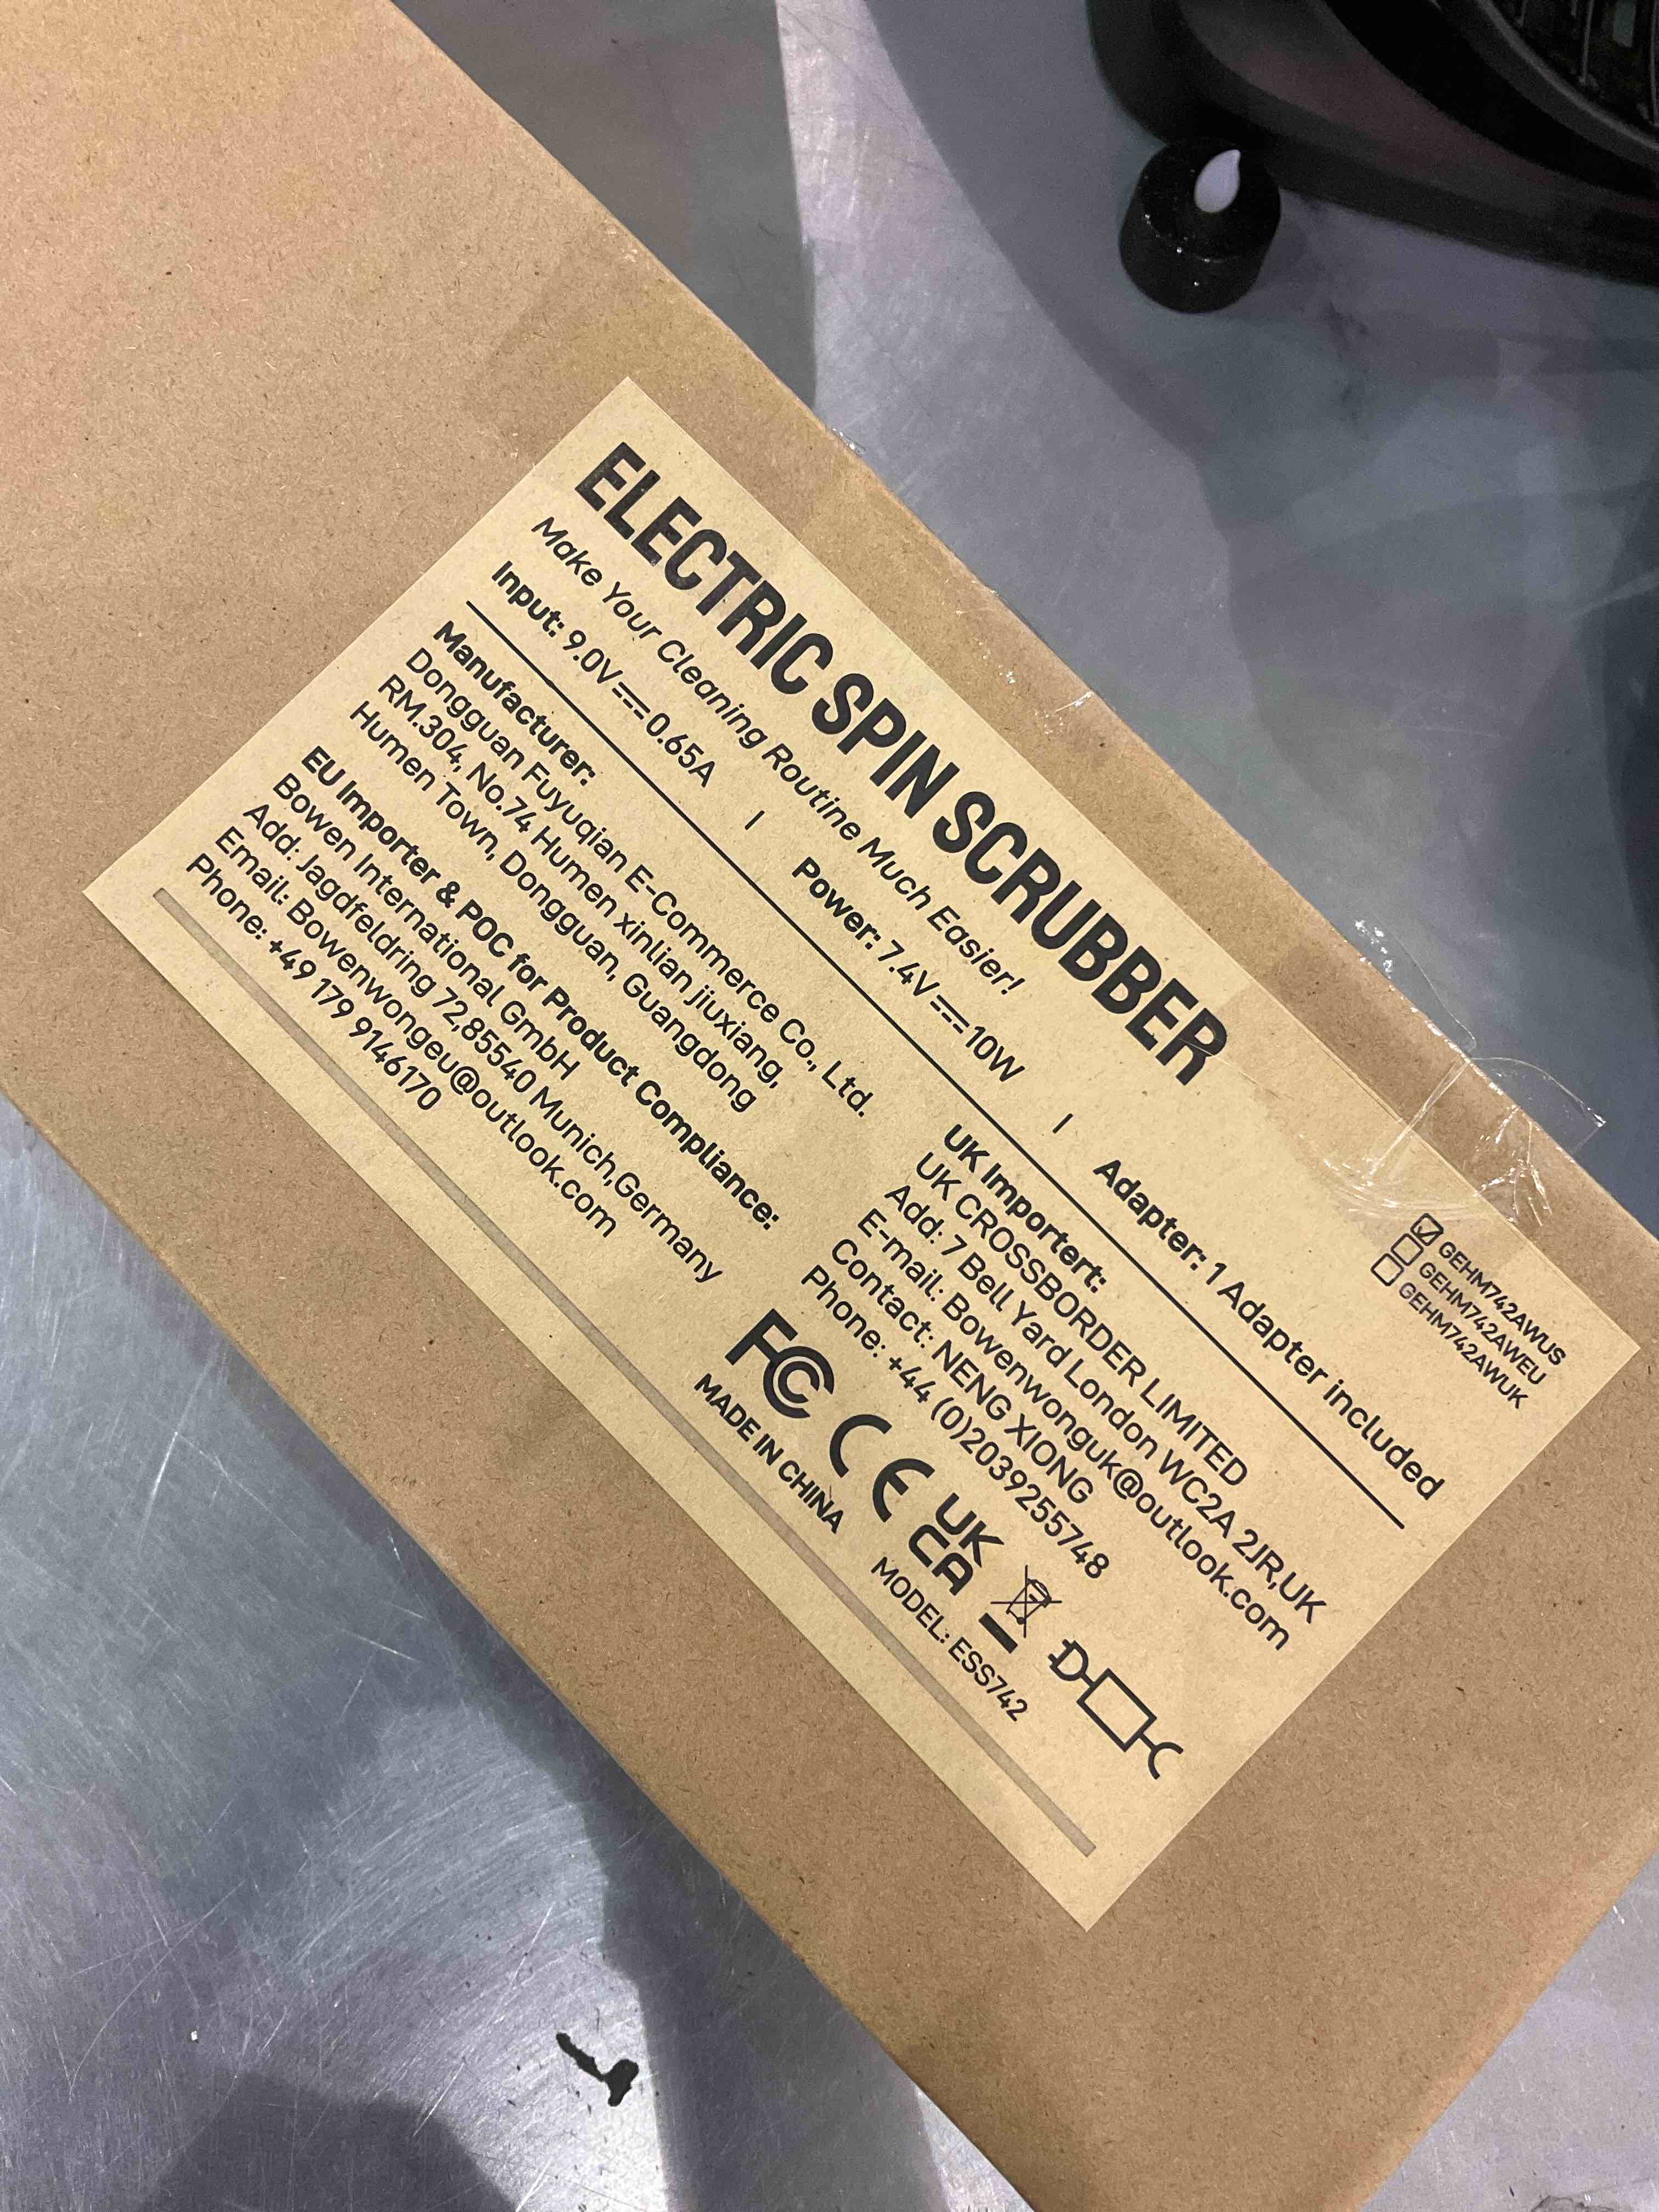 ELECTRIC SPIN SCRUBBER
Make Your Cleaning Routine Much Easier!
☑ GEHM742AWUS
☐ GEHM742AWEU
☐ GEHM742AWUK
Input: 9.0V⎓0.65A | Power: 7.4V⎓10W | Adapter: 1 Adapter included
Manufacturer:
Dongguan Fuyuqian E-Commerce Co., Ltd.
RM.304, No.74 Humen xinlian jiuxiang,
Humen Town, Dongguan, Guangdong
EU Importer & POC for Product Compliance:
Bowen International GmbH
Add: Jagdfeldring 72,85540 Munich,Germany
Email: Bowenwongeu@outlook.com
Phone: +49 179 9146170
UK Importert:
UK CROSSBORDER LIMITED
Add: 7 Bell Yard London WC2A 2JR,UK
E-mail: Bowenwonguk@outlook.com
Contact: NENG XIONG
Phone: +44 (0)2039255748
FC CE UK
CA
MADE IN CHINA
MODEL: ESS742